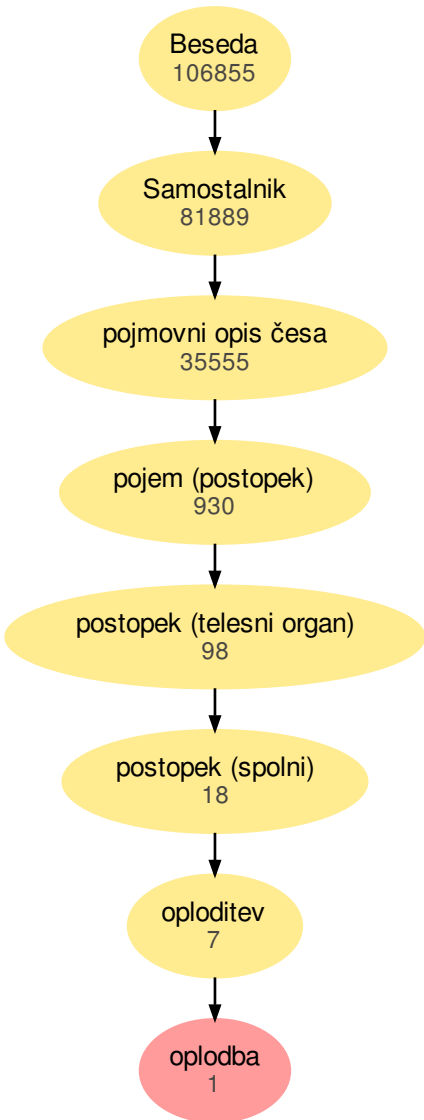 Beseda
106855
Samostalnik
81889
pojmovni opis česa
35555
pojem (postopek)
930
postopek (telesni organ)
98
postopek (spolni)
18
oploditev
7
oplodba
1